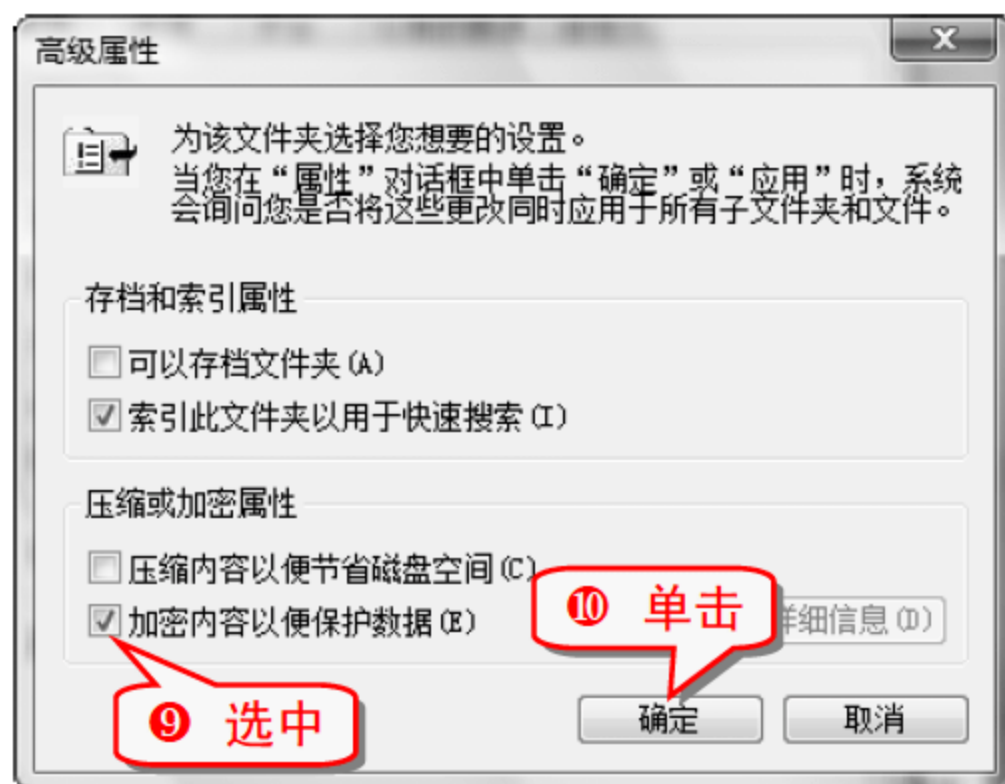 高级属性
为该文件夹选择您想要的设置。
当您在“属性”对话框中单击“确定”或“应用”时，系统
会询问您是否将这些更改同时应用于所有子文件夹和文件。
存档和索引属性
可以存档文件夹(A)
索引此文件夹以用于快速搜索(I)
压缩或加密属性
压缩内容以便节省磁盘空间(C)
加密内容以便保护数据(E)
❿ 单击
详细信息(D)
❾ 选中
确定
取消